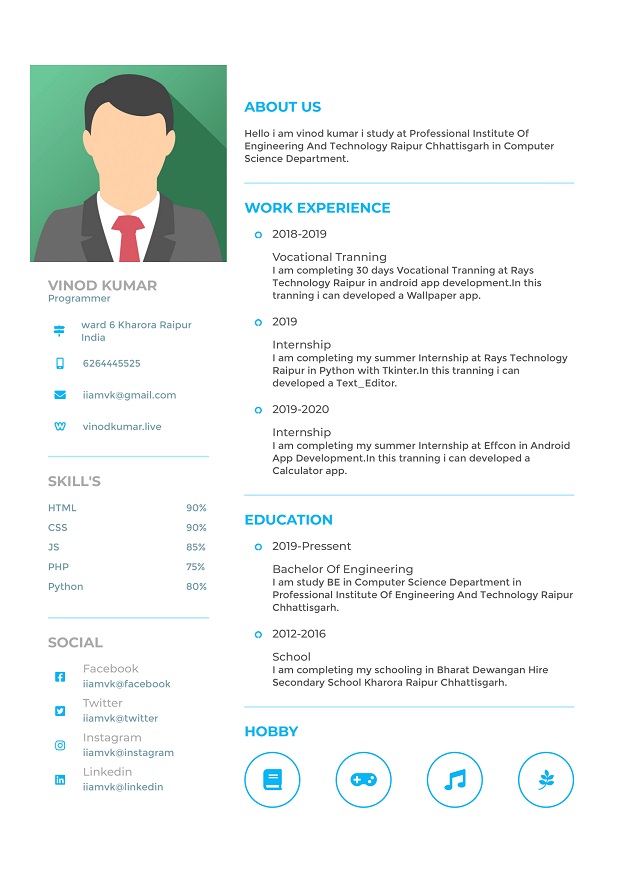 VINOD KUMAR
Programmer
ward 6 Kharora Raipur
India
6264445525
iiamvk@gmail.com
vinodkumar.live
SKILL'S
HTML 90%
CSS 90%
JS 85%
PHP 75%
Python 80%
SOCIAL
Facebook
iiamvk@facebook
Twitter
iiamvk@twitter
Instagram
iiamvk@instagram
Linkedin
iiamvk@linkedin
ABOUT US
Hello i am vinod kumar i study at Professional Institute Of
Engineering And Technology Raipur Chhattisgarh in Computer
Science Department.
WORK EXPERIENCE
2018-2019
Vocational Tranning
I am completing 30 days Vocational Tranning at Rays
Technology Raipur in android app development.In this
tranning i can developed a Wallpaper app.
2019
Internship
I am completing my summer Internship at Rays Technology
Raipur in Python with Tkinter.In this tranning i can
developed a Text_Editor.
2019-2020
Internship
I am completing my summer Internship at Effcon in Android
App Development.In this tranning i can developed a
Calculator app.
EDUCATION
2019-Pressent
Bachelor Of Engineering
I am study BE in Computer Science Department in
Professional Institute Of Engineering And Technology Raipur
Chhattisgarh.
2012-2016
School
I am completing my schooling in Bharat Dewangan Hire
Secondary School Kharora Raipur Chhattisgarh.
HOBBY